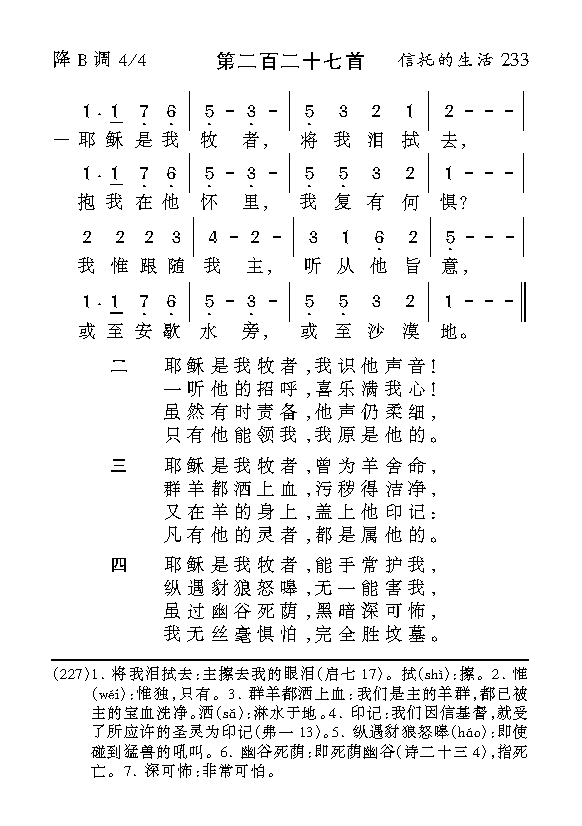 降B调 4/4 第二百二十七首 信托的生活 233
1 · 1 7 6 | 5 - 3 - | 5 3 2 1 | 2 - - - |
一 耶稣是我 牧者, 将我泪拭 去,
1 · 1 7 6 | 5 - 3 - | 5 5 3 2 | 1 - - - |
抱我在他 怀里, 我复有何 惧?
2 2 2 3 | 4 - 2 - | 3 1 6 2 | 5 - - - |
我惟跟随 我主, 听从他旨 意,
1 · 1 7 6 | 5 - 3 - | 5 5 3 2 | 1 - - - ‖
或至安歇 水旁, 或至沙漠 地。
二 耶稣是我牧者,我识他声音!
一听他的招呼,喜乐满我心!
虽然有时责备,他声仍柔细,
只有他能领我,我原是他的。
三 耶稣是我牧者,曾为羊舍命,
群羊都洒上血,污秽得洁净,
又在羊的身上,盖上他印记:
凡有他的灵者,都是属他的。
四 耶稣是我牧者,能手常护我,
纵遇豺狼怒嗥,无一能害我,
虽过幽谷死荫,黑暗深可怖,
我无丝毫惧怕,完全胜坟墓。
(227)1. 将我泪拭去:主擦去我的眼泪(启七 17)。拭(shì):擦。2. 惟
(wéi):惟独,只有。3. 群羊都洒上血:我们是主的羊群,都已被
主的宝血洗净。洒(sǎ):淋水于地。4. 印记:我们因信基督,就受
了所应许的圣灵为印记(弗一 13)。5. 纵遇豺狼怒嗥(háo):即使
碰到猛兽的吼叫。6. 幽谷死荫:即死荫幽谷(诗二十三 4),指死
亡。7. 深可怖:非常可怕。